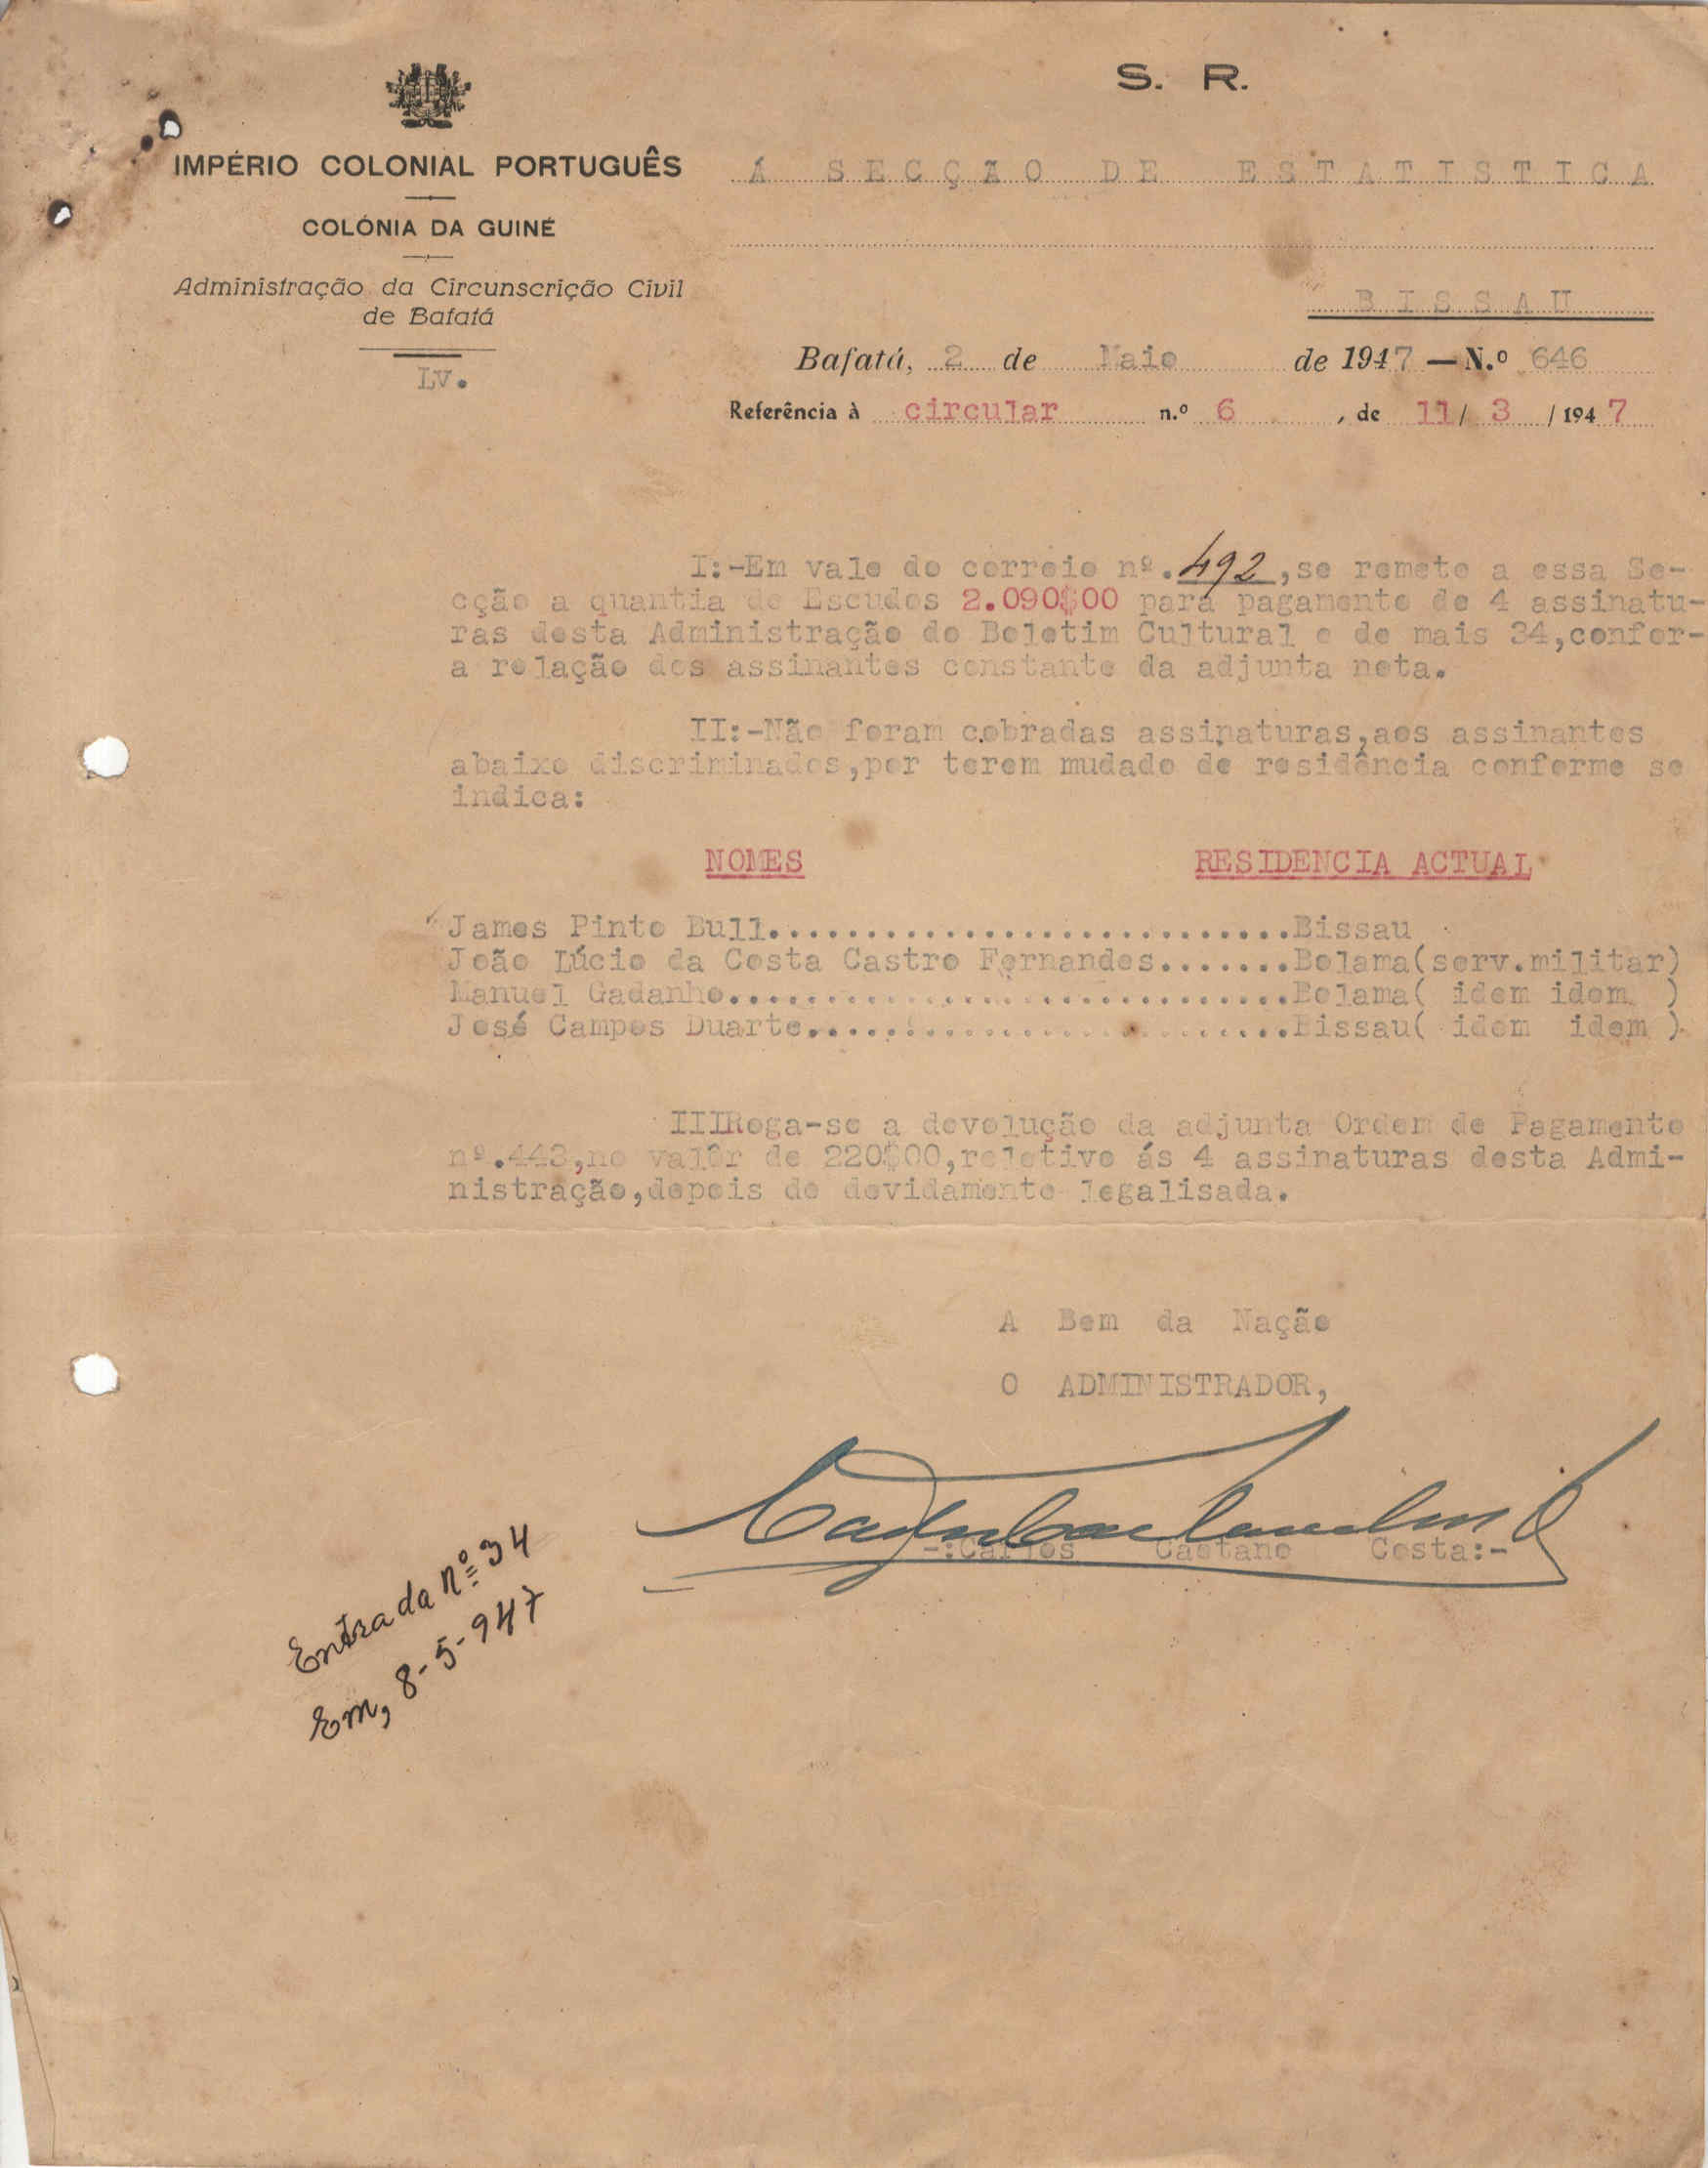 S. R.
IMPÉRIO COLONIAL PORTUGUÊS
COLÓNIA DA GUINÉ
Administração da Circunscrição Civil
de Bafatá
Lv.
Á SECÇÃO DE ESTATISTICA
BISSAU
Bafatá, 2 de Maio de 1947 — N.º 646
Referência à circular n.º 6, de 11/ 3 /1947
I:-Em vale do correio nº.492,se remete a essa Se-
cção a quantia de Escudos 2.090$00 para pagamento de 4 assinatu-
ras desta Administração do Boletim Cultural e de mais 34,confor-
a relação dos assinantes constante da adjunta nota.
II:-Não foram cobradas assinaturas,aos assinantes
abaixo discriminados,por terem mudado de residência conforme se
indica:
NOMES RESIDENCIA ACTUAL
James Pinto Bull...........................Bissau
João Lúcio da Costa Castro Fernandes.......Bolama(serv.militar)
Manuel Gadanho.............................Bolama( idem idem )
José Campos Duarte.........................Bissau( idem idem )
IIIRoga-se a devolução da adjunta Ordem de Pagamento
nº.443,no valôr de 220$00,reletivo ás 4 assinaturas desta Admi-
nistração,depois de devidamente legalisada.
A Bem da Nação
O ADMINISTRADOR,
-:Carlos Caetano Costa:-
Entrada nº 34
Em, 8-5-947